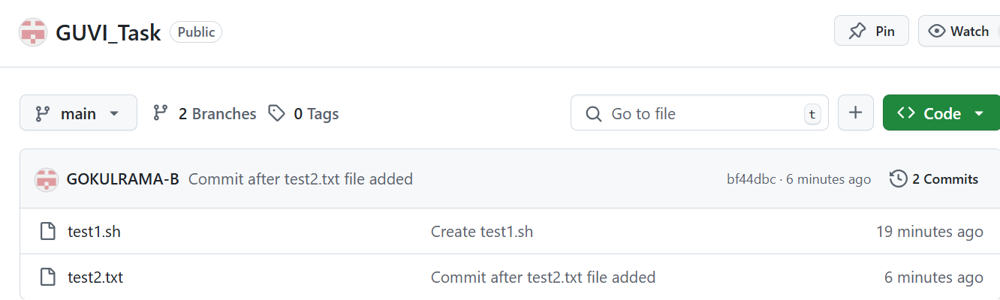 GUVI_Task Public Pin Watch
main 2 Branches 0 Tags Go to file t Code
GOKULRAMA-B Commit after test2.txt file added bf44dbc · 6 minutes ago 2 Commits
test1.sh Create test1.sh 19 minutes ago
test2.txt Commit after test2.txt file added 6 minutes ago